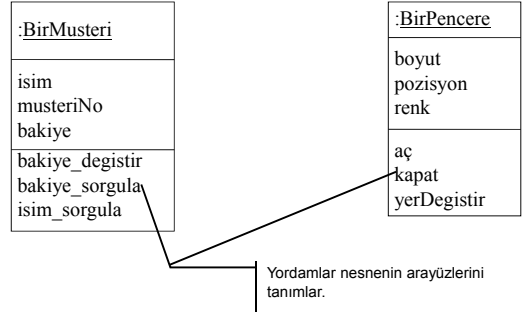 :BirMusteri
isim
musteriNo
bakiye
bakiye_degistir
bakiye_sorgula
isim_sorgula
:BirPencere
boyut
pozisyon
renk
aç
kapat
yerDegistir
Yordamlar nesnenin arayüzlerini
tanımlar.